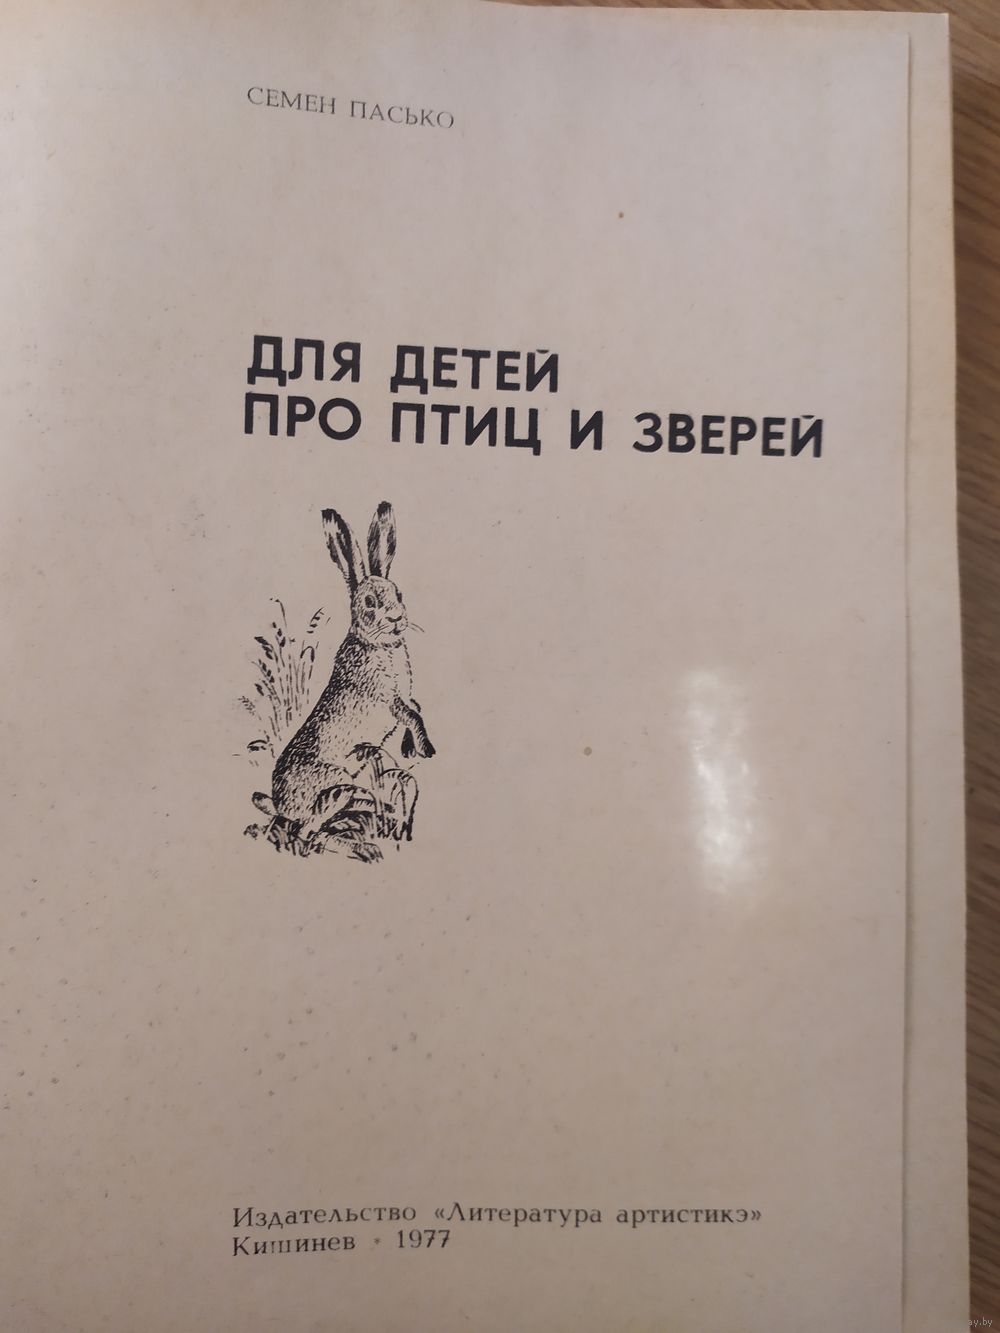 СЕМЕН ПАСЬКО
ДЛЯ ДЕТЕЙ
ПРО ПТИЦ И ЗВЕРЕЙ
Издательство «Литература артистикэ»
Кишинев * 1977